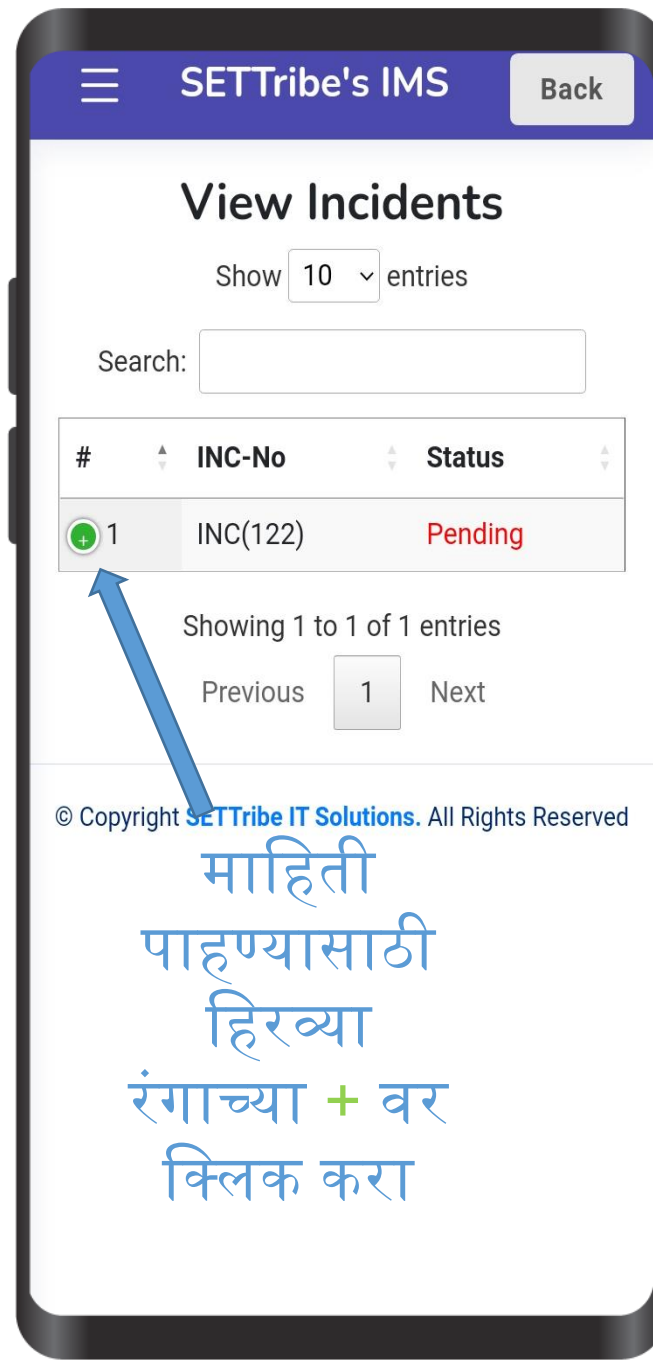 SETTribe's IMS
Back
View Incidents
Show 10 entries
Search:
# INC-No Status
+ 1 INC(122) Pending
Showing 1 to 1 of 1 entries
Previous 1 Next
© Copyright SETTribe IT Solutions. All Rights Reserved
माहिती
पाहण्यासाठी
हिरव्या
रंगाच्या + वर
क्लिक करा